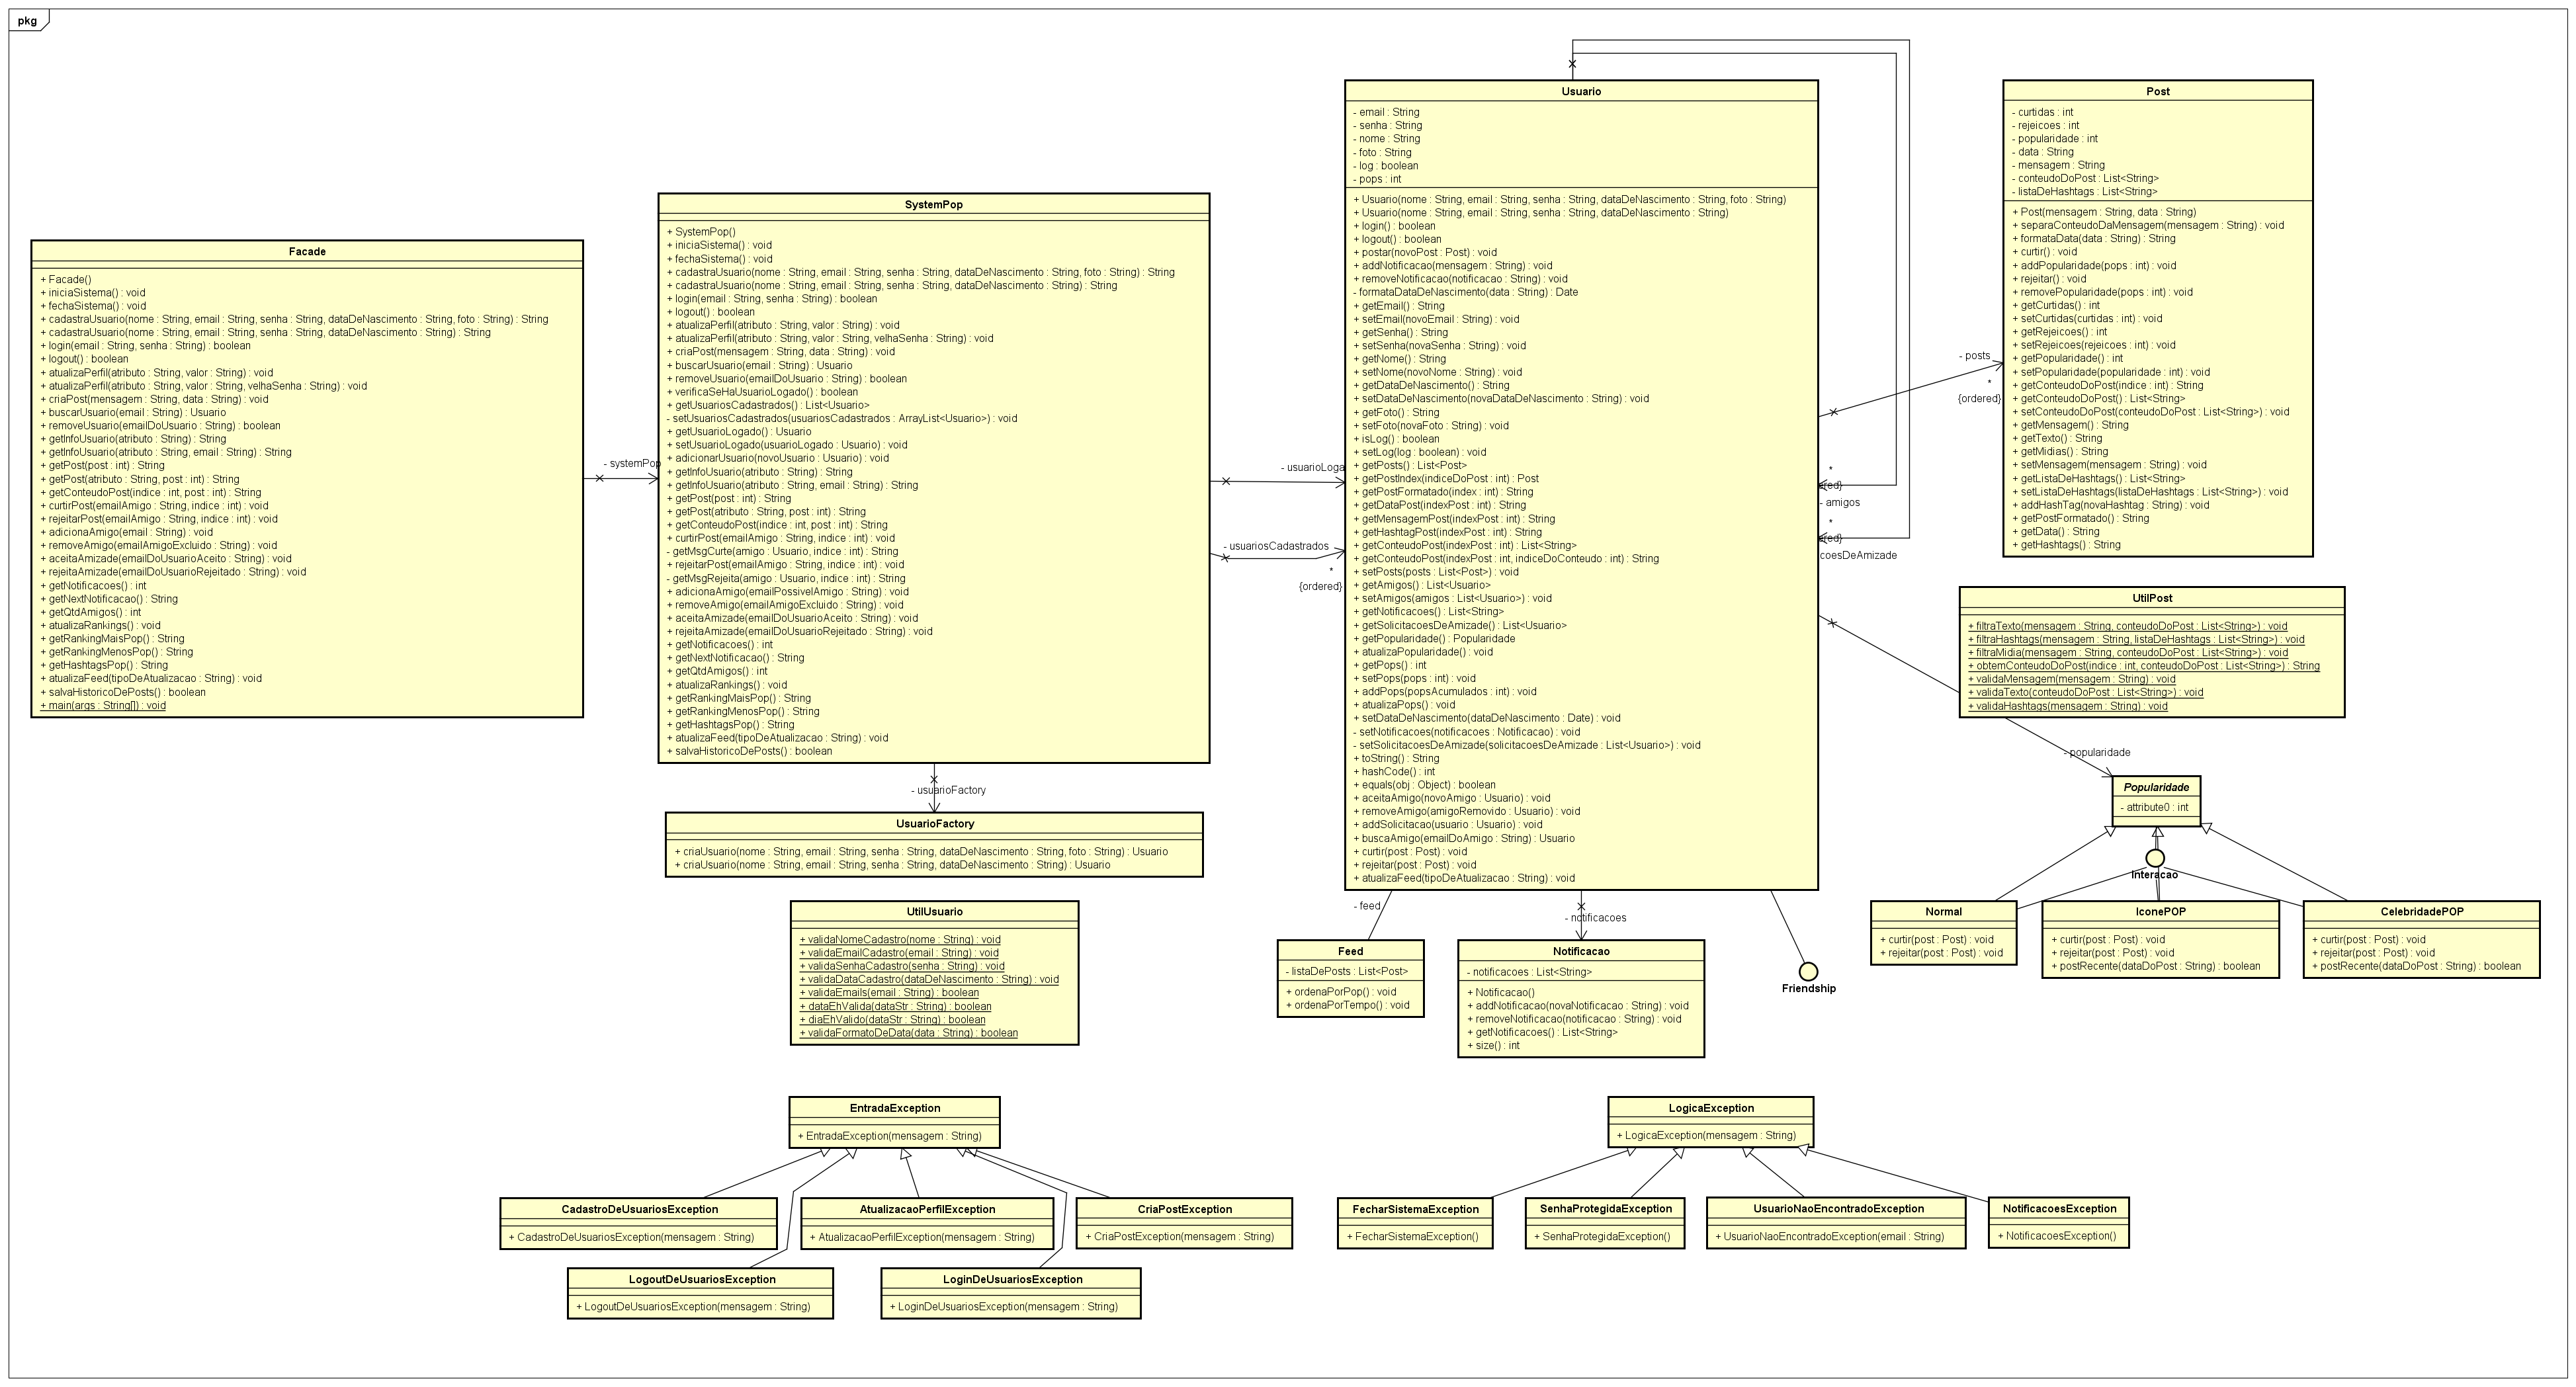 pkg
Facade
+ Facade()
+ iniciaSistema() : void
+ fechaSistema() : void
+ cadastraUsuario(nome : String, email : String, senha : String, dataDeNascimento : String, foto : String) : String
+ cadastraUsuario(nome : String, email : String, senha : String, dataDeNascimento : String) : String
+ login(email : String, senha : String) : boolean
+ logout() : boolean
+ atualizaPerfil(atributo : String, valor : String) : void
+ atualizaPerfil(atributo : String, valor : String, velhaSenha : String) : void
+ criaPost(mensagem : String, data : String) : void
+ buscarUsuario(email : String) : Usuario
+ removeUsuario(emailDoUsuario : String) : boolean
+ getInfoUsuario(atributo : String) : String
+ getInfoUsuario(atributo : String, email : String) : String
+ getPost(post : int) : String
+ getPost(atributo : String, post : int) : String
+ getConteudoPost(indice : int, post : int) : String
+ curtirPost(emailAmigo : String, indice : int) : void
+ rejeitarPost(emailAmigo : String, indice : int) : void
+ adicionaAmigo(email : String) : void
+ removeAmigo(emailAmigoExcluido : String) : void
+ aceitaAmizade(emailDoUsuarioAceito : String) : void
+ rejeitaAmizade(emailDoUsuarioRejeitado : String) : void
+ getNotificacoes() : int
+ getNextNotificacao() : String
+ getQtdAmigos() : int
+ atualizaRankings() : void
+ getRankingMaisPop() : String
+ getRankingMenosPop() : String
+ getHashtagsPop() : String
+ atualizaFeed(tipoDeAtualizacao : String) : void
+ salvaHistoricoDePosts() : boolean
+ main(args : String[]) : void
- systemPop
SystemPop
+ SystemPop()
+ iniciaSistema() : void
+ fechaSistema() : void
+ cadastraUsuario(nome : String, email : String, senha : String, dataDeNascimento : String, foto : String) : String
+ cadastraUsuario(nome : String, email : String, senha : String, dataDeNascimento : String) : String
+ login(email : String, senha : String) : boolean
+ logout() : boolean
+ atualizaPerfil(atributo : String, valor : String) : void
+ atualizaPerfil(atributo : String, valor : String, velhaSenha : String) : void
+ criaPost(mensagem : String, data : String) : void
+ buscarUsuario(email : String) : Usuario
+ removeUsuario(emailDoUsuario : String) : boolean
+ verificaSeHaUsuarioLogado() : boolean
+ getUsuariosCadastrados() : List<Usuario>
- setUsuariosCadastrados(usuariosCadastrados : ArrayList<Usuario>) : void
+ getUsuarioLogado() : Usuario
+ setUsuarioLogado(usuarioLogado : Usuario) : void
+ adicionarUsuario(novoUsuario : Usuario) : void
+ getInfoUsuario(atributo : String) : String
+ getInfoUsuario(atributo : String, email : String) : String
+ getPost(post : int) : String
+ getPost(atributo : String, post : int) : String
+ getConteudoPost(indice : int, post : int) : String
+ curtirPost(emailAmigo : String, indice : int) : void
- getMsgCurte(amigo : Usuario, indice : int) : String
+ rejeitarPost(emailAmigo : String, indice : int) : void
- getMsgRejeita(amigo : Usuario, indice : int) : String
+ adicionaAmigo(emailPossivelAmigo : String) : void
+ removeAmigo(emailAmigoExcluido : String) : void
+ aceitaAmizade(emailDoUsuarioAceito : String) : void
+ rejeitaAmizade(emailDoUsuarioRejeitado : String) : void
+ getNotificacoes() : int
+ getNextNotificacao() : String
+ getQtdAmigos() : int
+ atualizaRankings() : void
+ getRankingMaisPop() : String
+ getRankingMenosPop() : String
+ getHashtagsPop() : String
+ atualizaFeed(tipoDeAtualizacao : String) : void
+ salvaHistoricoDePosts() : boolean
- usuarioLoga
- usuariosCadastrados
*
{ordered}
- usuarioFactory
UsuarioFactory
+ criaUsuario(nome : String, email : String, senha : String, dataDeNascimento : String, foto : String) : Usuario
+ criaUsuario(nome : String, email : String, senha : String, dataDeNascimento : String) : Usuario
UtilUsuario
+ validaNomeCadastro(nome : String) : void
+ validaEmailCadastro(email : String) : void
+ validaSenhaCadastro(senha : String) : void
+ validaDataCadastro(dataDeNascimento : String) : void
+ validaEmails(email : String) : boolean
+ dataEhValida(dataStr : String) : boolean
+ diaEhValido(dataStr : String) : boolean
+ validaFormatoDeData(data : String) : boolean
Usuario
- email : String
- senha : String
- nome : String
- foto : String
- log : boolean
- pops : int
+ Usuario(nome : String, email : String, senha : String, dataDeNascimento : String, foto : String)
+ Usuario(nome : String, email : String, senha : String, dataDeNascimento : String)
+ login() : boolean
+ logout() : boolean
+ postar(novoPost : Post) : void
+ addNotificacao(mensagem : String) : void
+ removeNotificacao(notificacao : String) : void
- formataDataDeNascimento(data : String) : Date
+ getEmail() : String
+ setEmail(novoEmail : String) : void
+ getSenha() : String
+ setSenha(novaSenha : String) : void
+ getNome() : String
+ setNome(novoNome : String) : void
+ getDataDeNascimento() : String
+ setDataDeNascimento(novaDataDeNascimento : String) : void
+ getFoto() : String
+ setFoto(novaFoto : String) : void
+ isLog() : boolean
+ setLog(log : boolean) : void
+ getPosts() : List<Post>
+ getPostIndex(indiceDoPost : int) : Post
+ getPostFormatado(index : int) : String
+ getDataPost(indexPost : int) : String
+ getMensagemPost(indexPost : int) : String
+ getHashtagPost(indexPost : int) : String
+ getConteudoPost(indexPost : int) : List<String>
+ getConteudoPost(indexPost : int, indiceDoConteudo : int) : String
+ setPosts(posts : List<Post>) : void
+ getAmigos() : List<Usuario>
+ setAmigos(amigos : List<Usuario>) : void
+ getNotificacoes() : List<String>
+ getSolicitacoesDeAmizade() : List<Usuario>
+ getPopularidade() : Popularidade
+ atualizaPopularidade() : void
+ getPops() : int
+ setPops(pops : int) : void
+ addPops(popsAcumulados : int) : void
+ atualizaPops() : void
+ setDataDeNascimento(dataDeNascimento : Date) : void
- setNotificacoes(notificacoes : Notificacao) : void
- setSolicitacoesDeAmizade(solicitacoesDeAmizade : List<Usuario>) : void
+ toString() : String
+ hashCode() : int
+ equals(obj : Object) : boolean
+ aceitaAmigo(novoAmigo : Usuario) : void
+ removeAmigo(amigoRemovido : Usuario) : void
+ addSolicitacao(usuario : Usuario) : void
+ buscaAmigo(emailDoAmigo : String) : Usuario
+ curtir(post : Post) : void
+ rejeitar(post : Post) : void
+ atualizaFeed(tipoDeAtualizacao : String) : void
*
ered}
- amigos
*
ered}
coesDeAmizade
- posts
*
{ordered}
Post
- curtidas : int
- rejeicoes : int
- popularidade : int
- data : String
- mensagem : String
- conteudoDoPost : List<String>
- listaDeHashtags : List<String>
+ Post(mensagem : String, data : String)
+ separaConteudoDaMensagem(mensagem : String) : void
+ formataData(data : String) : String
+ curtir() : void
+ addPopularidade(pops : int) : void
+ rejeitar() : void
+ removePopularidade(pops : int) : void
+ getCurtidas() : int
+ setCurtidas(curtidas : int) : void
+ getRejeicoes() : int
+ setRejeicoes(rejeicoes : int) : void
+ getPopularidade() : int
+ setPopularidade(popularidade : int) : void
+ getConteudoDoPost(indice : int) : String
+ getConteudoDoPost() : List<String>
+ setConteudoDoPost(conteudoDoPost : List<String>) : void
+ getMensagem() : String
+ getTexto() : String
+ getMidias() : String
+ setMensagem(mensagem : String) : void
+ getListaDeHashtags() : List<String>
+ setListaDeHashtags(listaDeHashtags : List<String>) : void
+ addHashTag(novaHashtag : String) : void
+ getPostFormatado() : String
+ getData() : String
+ getHashtags() : String
UtilPost
+ filtraTexto(mensagem : String, conteudoDoPost : List<String>) : void
+ filtraHashtags(mensagem : String, listaDeHashtags : List<String>) : void
+ filtraMidia(mensagem : String, conteudoDoPost : List<String>) : void
+ obtemConteudoDoPost(indice : int, conteudoDoPost : List<String>) : String
+ validaMensagem(mensagem : String) : void
+ validaTexto(conteudoDoPost : List<String>) : void
+ validaHashtags(mensagem : String) : void
- popularidade
Popularidade
- attribute0 : int
Interacao
Normal
+ curtir(post : Post) : void
+ rejeitar(post : Post) : void
IconePOP
+ curtir(post : Post) : void
+ rejeitar(post : Post) : void
+ postRecente(dataDoPost : String) : boolean
CelebridadePOP
+ curtir(post : Post) : void
+ rejeitar(post : Post) : void
+ postRecente(dataDoPost : String) : boolean
- feed
Feed
- listaDePosts : List<Post>
+ ordenaPorPop() : void
+ ordenaPorTempo() : void
- notificacoes
Notificacao
- notificacoes : List<String>
+ Notificacao()
+ addNotificacao(novaNotificacao : String) : void
+ removeNotificacao(notificacao : String) : void
+ getNotificacoes() : List<String>
+ size() : int
Friendship
EntradaException
+ EntradaException(mensagem : String)
CadastroDeUsuariosException
+ CadastroDeUsuariosException(mensagem : String)
AtualizacaoPerfilException
+ AtualizacaoPerfilException(mensagem : String)
CriaPostException
+ CriaPostException(mensagem : String)
LogoutDeUsuariosException
+ LogoutDeUsuariosException(mensagem : String)
LoginDeUsuariosException
+ LoginDeUsuariosException(mensagem : String)
LogicaException
+ LogicaException(mensagem : String)
FecharSistemaException
+ FecharSistemaException()
SenhaProtegidaException
+ SenhaProtegidaException()
UsuarioNaoEncontradoException
+ UsuarioNaoEncontradoException(email : String)
NotificacoesException
+ NotificacoesException()